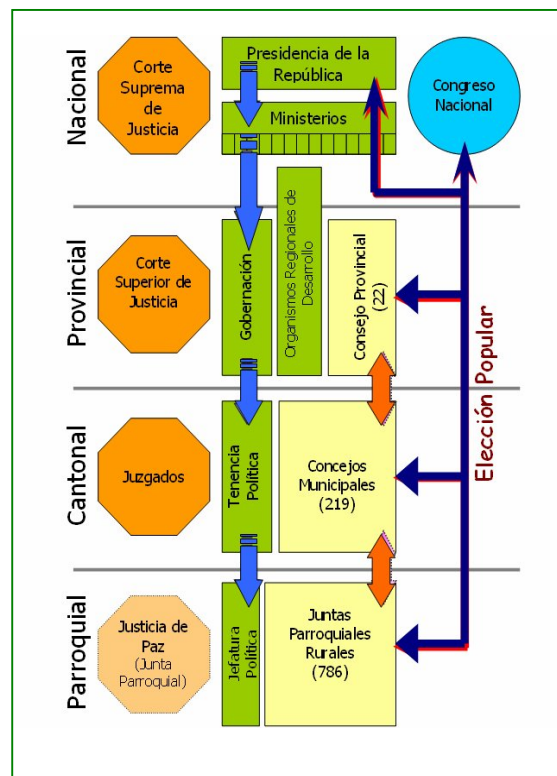 Nacional
Corte
Suprema
de
Justicia
Presidencia de la
República
Ministerios
Congreso
Nacional
Provincial
Corte
Superior de
Justicia
Gobernación
Organismos Regionales de
Desarrollo
Consejo Provincial
(22)
Elección Popular
Cantonal
Juzgados
Tenencia
Política
Concejos
Municipales
(219)
Parroquial
Justicia de
Paz
(Junta
Parroquial)
Jefatura
Política
Juntas
Parroquiales
Rurales
(786)